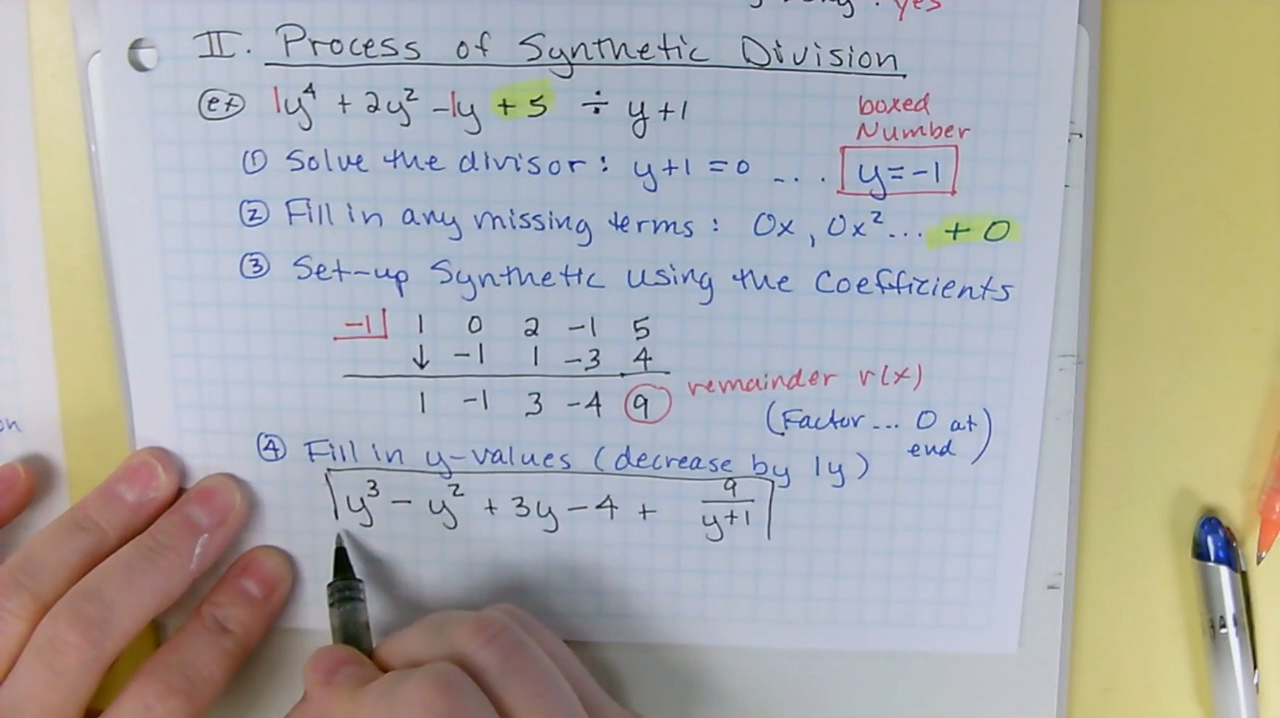 yes
II. Process of Synthetic Division
(ex) 1y⁴ + 2y² -1y + 5 ÷ y+1
boxed
Number
① Solve the divisor: y+1 = 0 ... y=-1
② Fill in any missing terms: 0x, 0x²... + 0
③ Set-up Synthetic using the Coefficients
-1 | 1 0 2 -1 5
↓ -1 1 -3 4
1 -1 3 -4 9 remainder r(x)
(Factor... 0 at end)
④ Fill in y-values (decrease by 1y)
1y³ - y² + 3y - 4 + 9/(y+1)
on